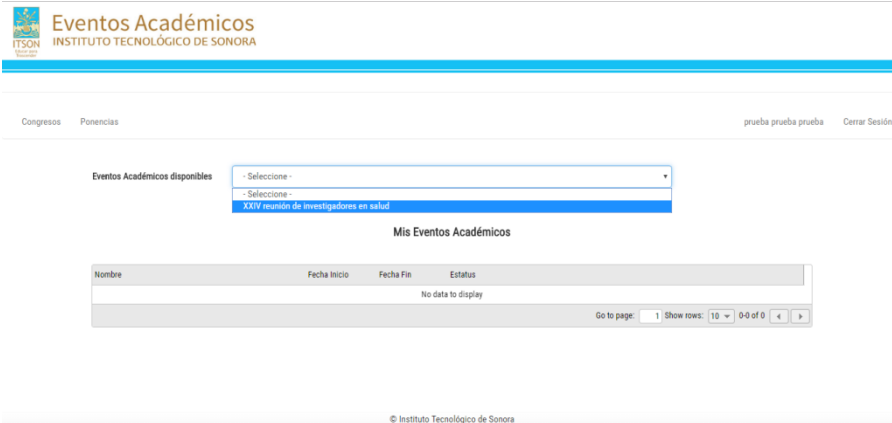 ITSON
Eventos Académicos
INSTITUTO TECNOLÓGICO DE SONORA
Congresos Ponencias prueba prueba prueba Cerrar Sesión
Eventos Académicos disponibles - Seleccione -
- Seleccione -
XXIV reunión de investigadores en salud
Mis Eventos Académicos
Nombre Fecha Inicio Fecha Fin Estatus
No data to display
Go to page: 1 Show rows: 10 0-0 of 0
© Instituto Tecnológico de Sonora